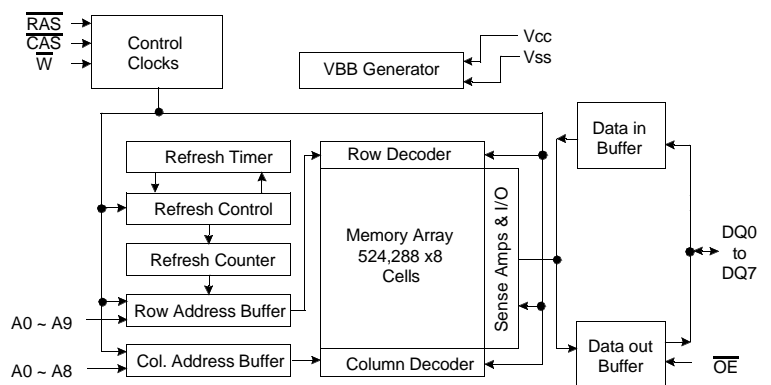 RAS
CAS
W
Control
Clocks
VBB Generator
Vcc
Vss
Data in
Buffer
Refresh Timer
Row Decoder
Refresh Control
Memory Array
524,288 x8
Cells
Sense Amps & I/O
DQ0
to
DQ7
Refresh Counter
A0 ~ A9
Row Address Buffer
A0 ~ A8
Col. Address Buffer
Column Decoder
Data out
Buffer
OE